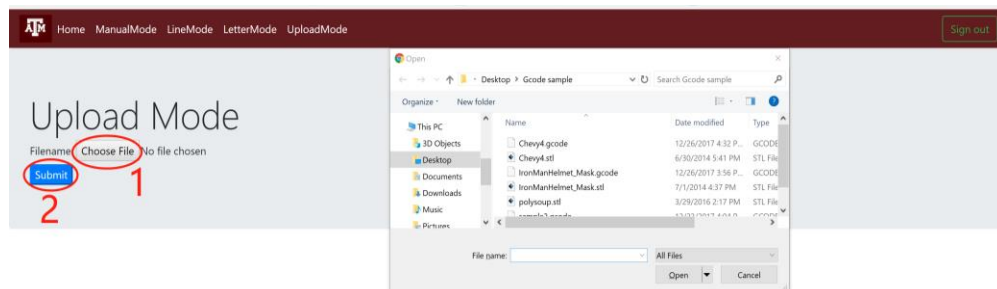 ATM Home ManualMode LineMode LetterMode UploadMode Sign out
Upload Mode
Filename: Choose File No file chosen
1
Submit
2
Open
Desktop > Gcode sample Search Gcode sample
Organize New folder
Name Date modified Type
This PC
3D Objects
Desktop
Documents
Downloads
Music
Pictures
Chevy4.gcode 12/26/2017 4:32 P... GCODE
Chevy4.stl 6/30/2014 5:41 PM STL File
IronManHelmet_Mask.gcode 12/26/2017 3:56 P... GCODE
IronManHelmet_Mask.stl 7/1/2014 4:37 PM STL File
polysoup.stl 3/29/2016 2:17 PM STL File
File name: All Files
Open Cancel